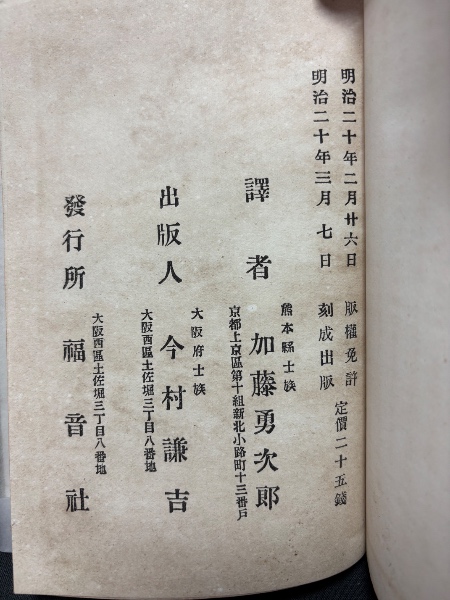 明治二十年二月廿六日 版權免許 定價二十五錢
明治二十年三月七日 刻成出版
熊本縣士族
譯者 加藤勇次郎
京都上京區第十組新北小路町十三番戸
大阪府士族
出版人 今村謙吉
大阪西區土佐堀三丁目八番地
大阪西區土佐堀三丁目八番地
發行所 福音社